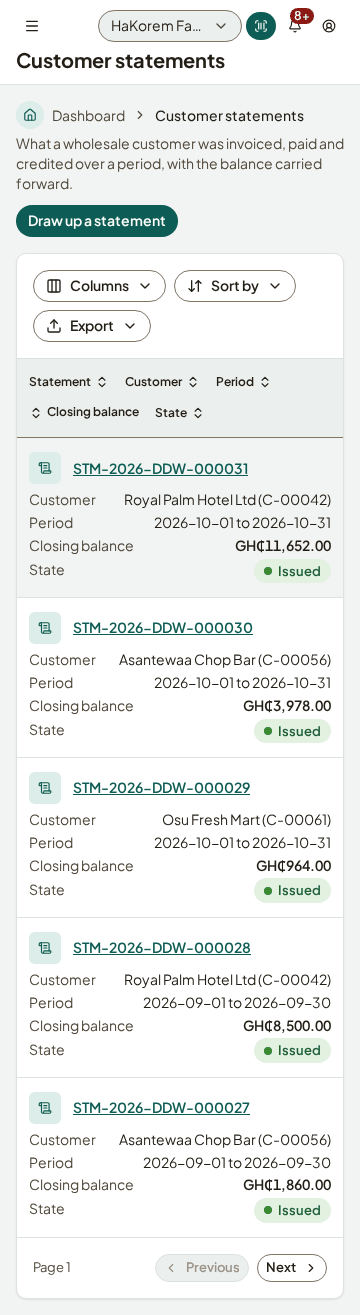 HaKorem Fa...
8+
Customer statements
Dashboard > Customer statements
What a wholesale customer was invoiced, paid and
credited over a period, with the balance carried
forward.
Draw up a statement
Columns
Sort by
Export
Statement
Customer
Period
Closing balance
State
STM-2026-DDW-000031
Customer Royal Palm Hotel Ltd (C-00042)
Period 2026-10-01 to 2026-10-31
Closing balance GH₵11,652.00
State Issued
STM-2026-DDW-000030
Customer Asantewaa Chop Bar (C-00056)
Period 2026-10-01 to 2026-10-31
Closing balance GH₵3,978.00
State Issued
STM-2026-DDW-000029
Customer Osu Fresh Mart (C-00061)
Period 2026-10-01 to 2026-10-31
Closing balance GH₵964.00
State Issued
STM-2026-DDW-000028
Customer Royal Palm Hotel Ltd (C-00042)
Period 2026-09-01 to 2026-09-30
Closing balance GH₵8,500.00
State Issued
STM-2026-DDW-000027
Customer Asantewaa Chop Bar (C-00056)
Period 2026-09-01 to 2026-09-30
Closing balance GH₵1,860.00
State Issued
Page 1
Previous
Next